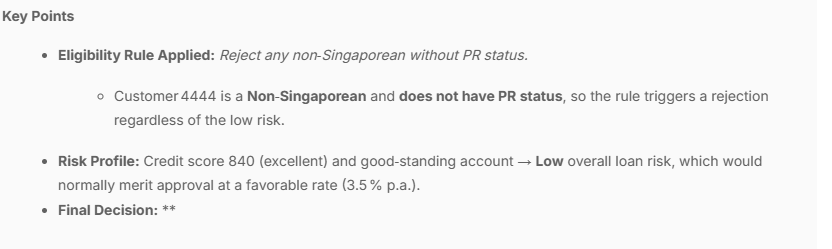 Key Points
• Eligibility Rule Applied: Reject any non‑Singaporean without PR status.
◦ Customer 4444 is a Non‑Singaporean and does not have PR status, so the rule triggers a rejection
regardless of the low risk.
• Risk Profile: Credit score 840 (excellent) and good‑standing account → Low overall loan risk, which would
normally merit approval at a favorable rate (3.5 % p.a.).
• Final Decision: **